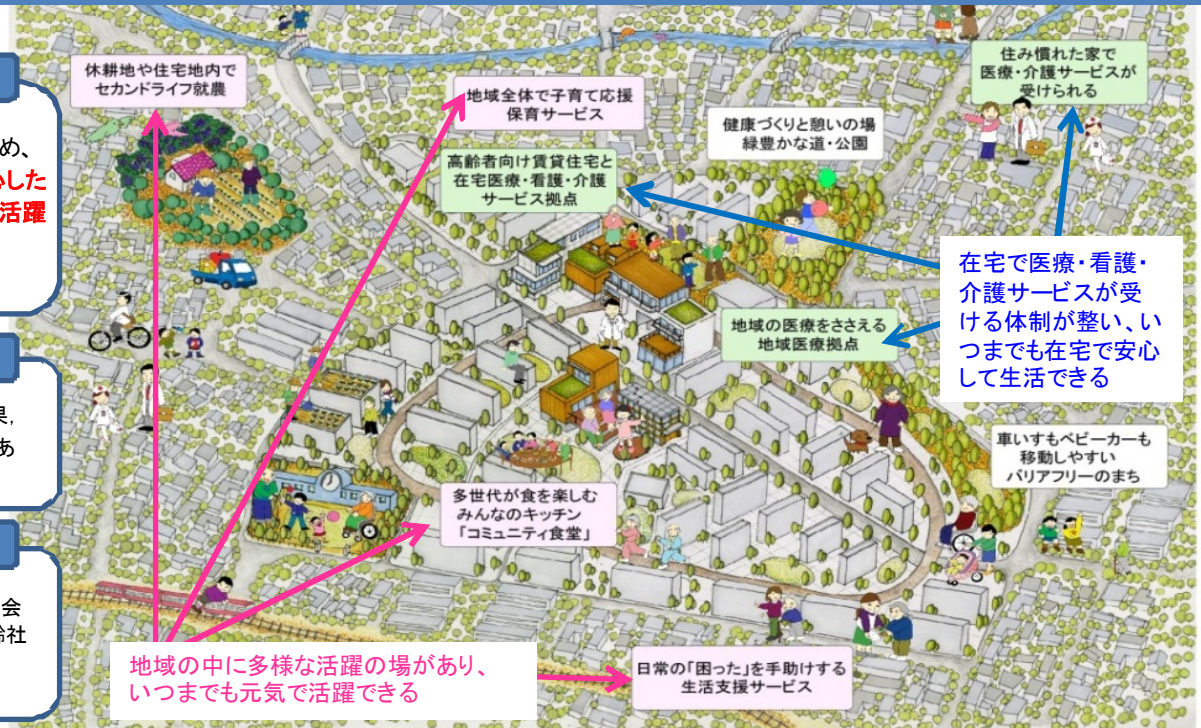 め、
心した
活躍
果,
あ
会
齢社
休耕地や住宅地内で
セカンドライフ就農
地域全体で子育て応援
保育サービス
住み慣れた家で
医療・介護サービスが
受けられる
健康づくりと憩いの場
緑豊かな道・公園
高齢者向け賃貸住宅と
在宅医療・看護・介護
サービス拠点
在宅で医療・看護・
介護サービスが受
ける体制が整い、い
つまでも在宅で安心
して生活できる
地域の医療をささえる
地域医療拠点
車いすもベビーカーも
移動しやすい
バリアフリーのまち
多世代が食を楽しむ
みんなのキッチン
「コミュニティ食堂」
地域の中に多様な活躍の場があり、
いつまでも元気で活躍できる
日常の「困った」を手助けする
生活支援サービス